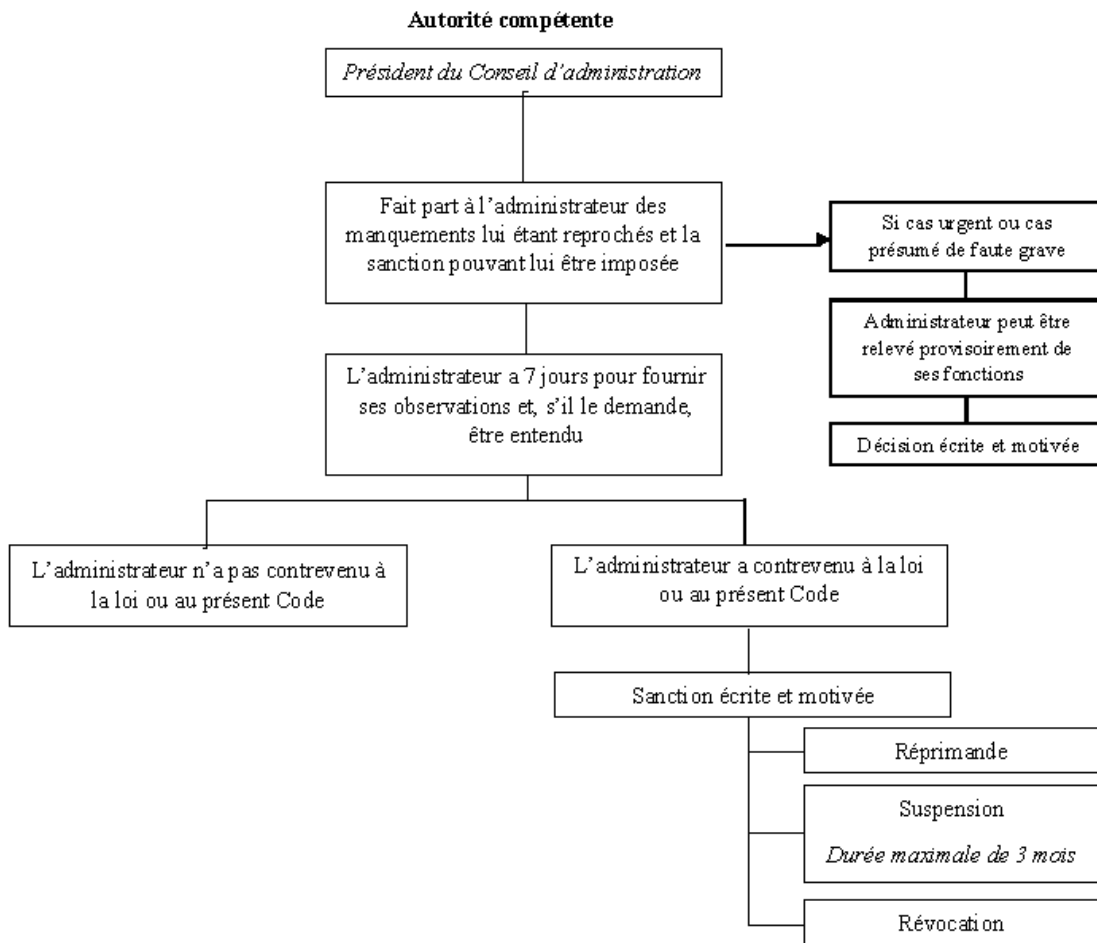 Autorité compétente
Président du Conseil d'administration
Fait part à l'administrateur des
manquements lui étant reprochés et la
sanction pouvant lui être imposée
Si cas urgent ou cas
présumé de faute grave
Administrateur peut être
relevé provisoirement de
ses fonctions
Décision écrite et motivée
L'administrateur a 7 jours pour fournir
ses observations et, s'il le demande,
être entendu
L'administrateur n'a pas contrevenu à
la loi ou au présent Code
L'administrateur a contrevenu à la loi
ou au présent Code
Sanction écrite et motivée
Réprimande
Suspension
Durée maximale de 3 mois
Révocation